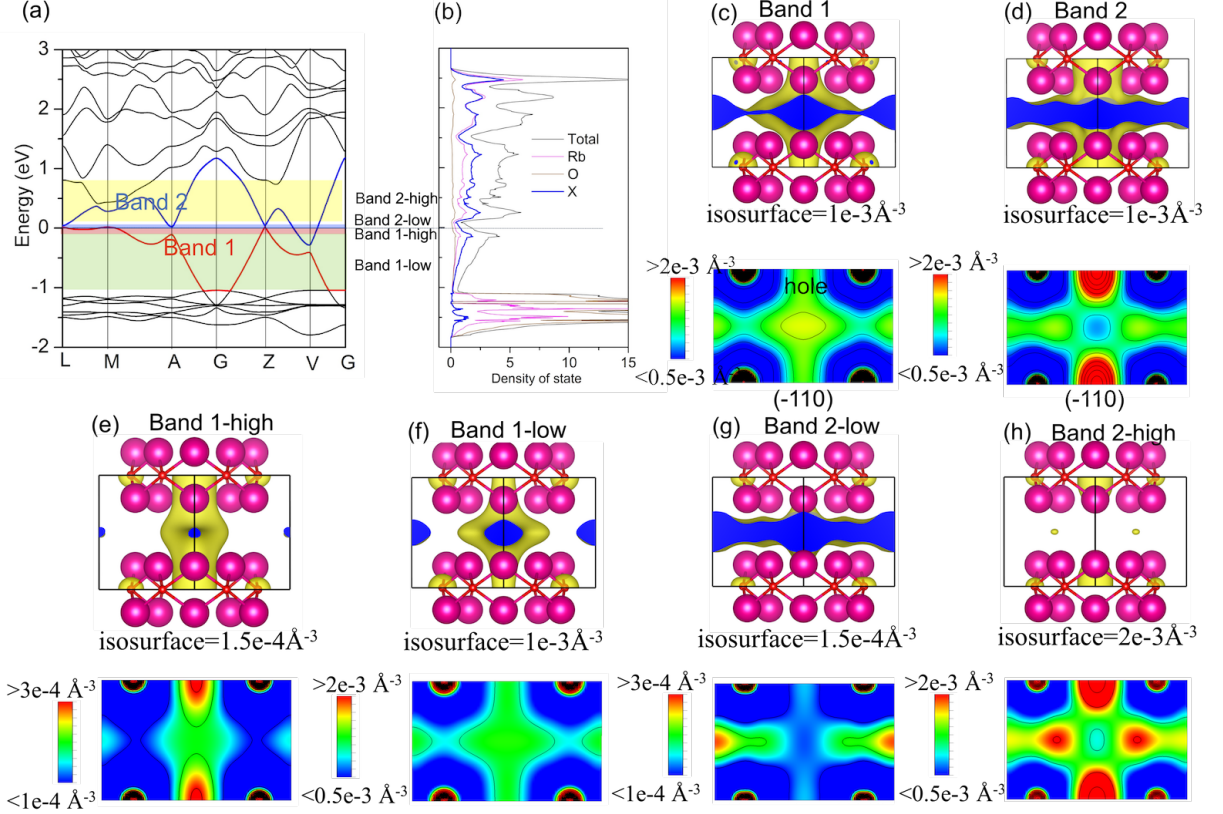 (a)
3
2
1
0
-1
-2
Energy (eV)
Band 2
Band 1
L M A G Z V G
(b)
Total
Rb
O
X
Band 2-high
Band 2-low
Band 1-high
Band 1-low
0 5 10 15
Density of state
(c) Band 1
isosurface=1e-3Å-3
>2e-3 Å-3
<0.5e-3 Å-3
hole
(-110)
(d) Band 2
isosurface=1e-3Å-3
>2e-3 Å-3
<0.5e-3 Å-3
(-110)
(e) Band 1-high
isosurface=1.5e-4Å-3
>3e-4 Å-3
<1e-4 Å-3
(f) Band 1-low
isosurface=1e-3Å-3
>2e-3 Å-3
<0.5e-3 Å-3
(g) Band 2-low
isosurface=1.5e-4Å-3
>3e-4 Å-3
<1e-4 Å-3
(h) Band 2-high
isosurface=2e-3Å-3
>2e-3 Å-3
<0.5e-3 Å-3